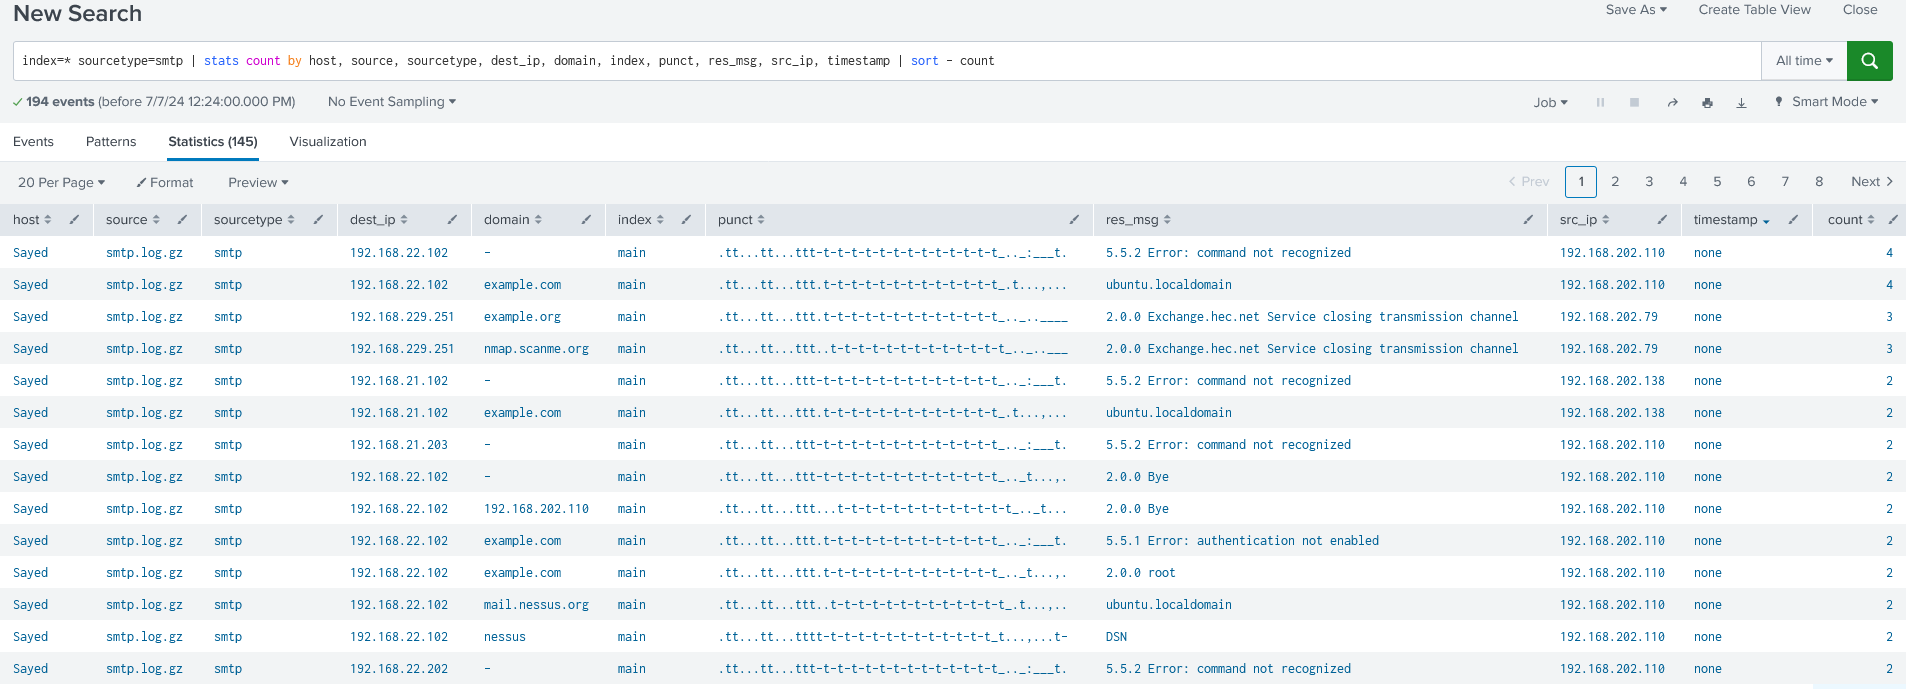 New Search
Save As Create Table View Close
index=* sourcetype=smtp | stats count by host, source, sourcetype, dest_ip, domain, index, punct, res_msg, src_ip, timestamp | sort - count
All time
194 events (before 7/7/24 12:24:00.000 PM) No Event Sampling
Job Smart Mode
Events Patterns Statistics (145) Visualization
20 Per Page Format Preview
< Prev 1 2 3 4 5 6 7 8 Next >
host source sourcetype dest_ip domain index punct res_msg src_ip timestamp count
Sayed smtp.log.gz smtp 192.168.22.102 - main .tt...tt...ttt-t-t-t-t-t-t-t-t-t-t-t-t-t_.._:___t. 5.5.2 Error: command not recognized 192.168.202.110 none 4
Sayed smtp.log.gz smtp 192.168.22.102 example.com main .tt...tt...ttt.t-t-t-t-t-t-t-t-t-t-t-t-t_.t...,... ubuntu.localdomain 192.168.202.110 none 4
Sayed smtp.log.gz smtp 192.168.229.251 example.org main .tt...tt...ttt.t-t-t-t-t-t-t-t-t-t-t-t-t_.._..____ 2.0.0 Exchange.hec.net Service closing transmission channel 192.168.202.79 none 3
Sayed smtp.log.gz smtp 192.168.229.251 nmap.scanme.org main .tt...tt...ttt..t-t-t-t-t-t-t-t-t-t-t-t-t_.._..___ 2.0.0 Exchange.hec.net Service closing transmission channel 192.168.202.79 none 3
Sayed smtp.log.gz smtp 192.168.21.102 - main .tt...tt...ttt-t-t-t-t-t-t-t-t-t-t-t-t-t_.._:___t. 5.5.2 Error: command not recognized 192.168.202.138 none 2
Sayed smtp.log.gz smtp 192.168.21.102 example.com main .tt...tt...ttt.t-t-t-t-t-t-t-t-t-t-t-t-t_.t...,... ubuntu.localdomain 192.168.202.138 none 2
Sayed smtp.log.gz smtp 192.168.21.203 - main .tt...tt...ttt-t-t-t-t-t-t-t-t-t-t-t-t-t_.._:___t. 5.5.2 Error: command not recognized 192.168.202.110 none 2
Sayed smtp.log.gz smtp 192.168.22.102 - main .tt...tt...ttt-t-t-t-t-t-t-t-t-t-t-t-t-t_.._t...,. 2.0.0 Bye 192.168.202.110 none 2
Sayed smtp.log.gz smtp 192.168.22.102 192.168.202.110 main .tt...tt...ttt...t-t-t-t-t-t-t-t-t-t-t-t-t_.._t... 2.0.0 Bye 192.168.202.110 none 2
Sayed smtp.log.gz smtp 192.168.22.102 example.com main .tt...tt...ttt.t-t-t-t-t-t-t-t-t-t-t-t-t_.._:___t. 5.5.1 Error: authentication not enabled 192.168.202.110 none 2
Sayed smtp.log.gz smtp 192.168.22.102 example.com main .tt...tt...ttt.t-t-t-t-t-t-t-t-t-t-t-t-t_.._t...,. 2.0.0 root 192.168.202.110 none 2
Sayed smtp.log.gz smtp 192.168.22.102 mail.nessus.org main .tt...tt...ttt..t-t-t-t-t-t-t-t-t-t-t-t-t_.t...,.. ubuntu.localdomain 192.168.202.110 none 2
Sayed smtp.log.gz smtp 192.168.22.102 nessus main .tt...tt...tttt-t-t-t-t-t-t-t-t-t-t-t-t_t...,...t- DSN 192.168.202.110 none 2
Sayed smtp.log.gz smtp 192.168.22.202 - main .tt...tt...ttt-t-t-t-t-t-t-t-t-t-t-t-t-t_.._:___t. 5.5.2 Error: command not recognized 192.168.202.110 none 2